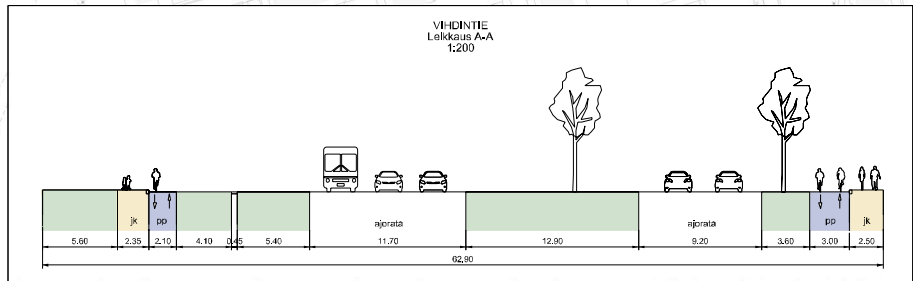 VIHDINTIE
Leikkaus A-A
1:200
jk pp ajorata ajorata pp jk
5.60 2.35 2.10 4.10 0.45 5.40 11.70 12.90 9.20 3.60 3.00 2.50
62,90